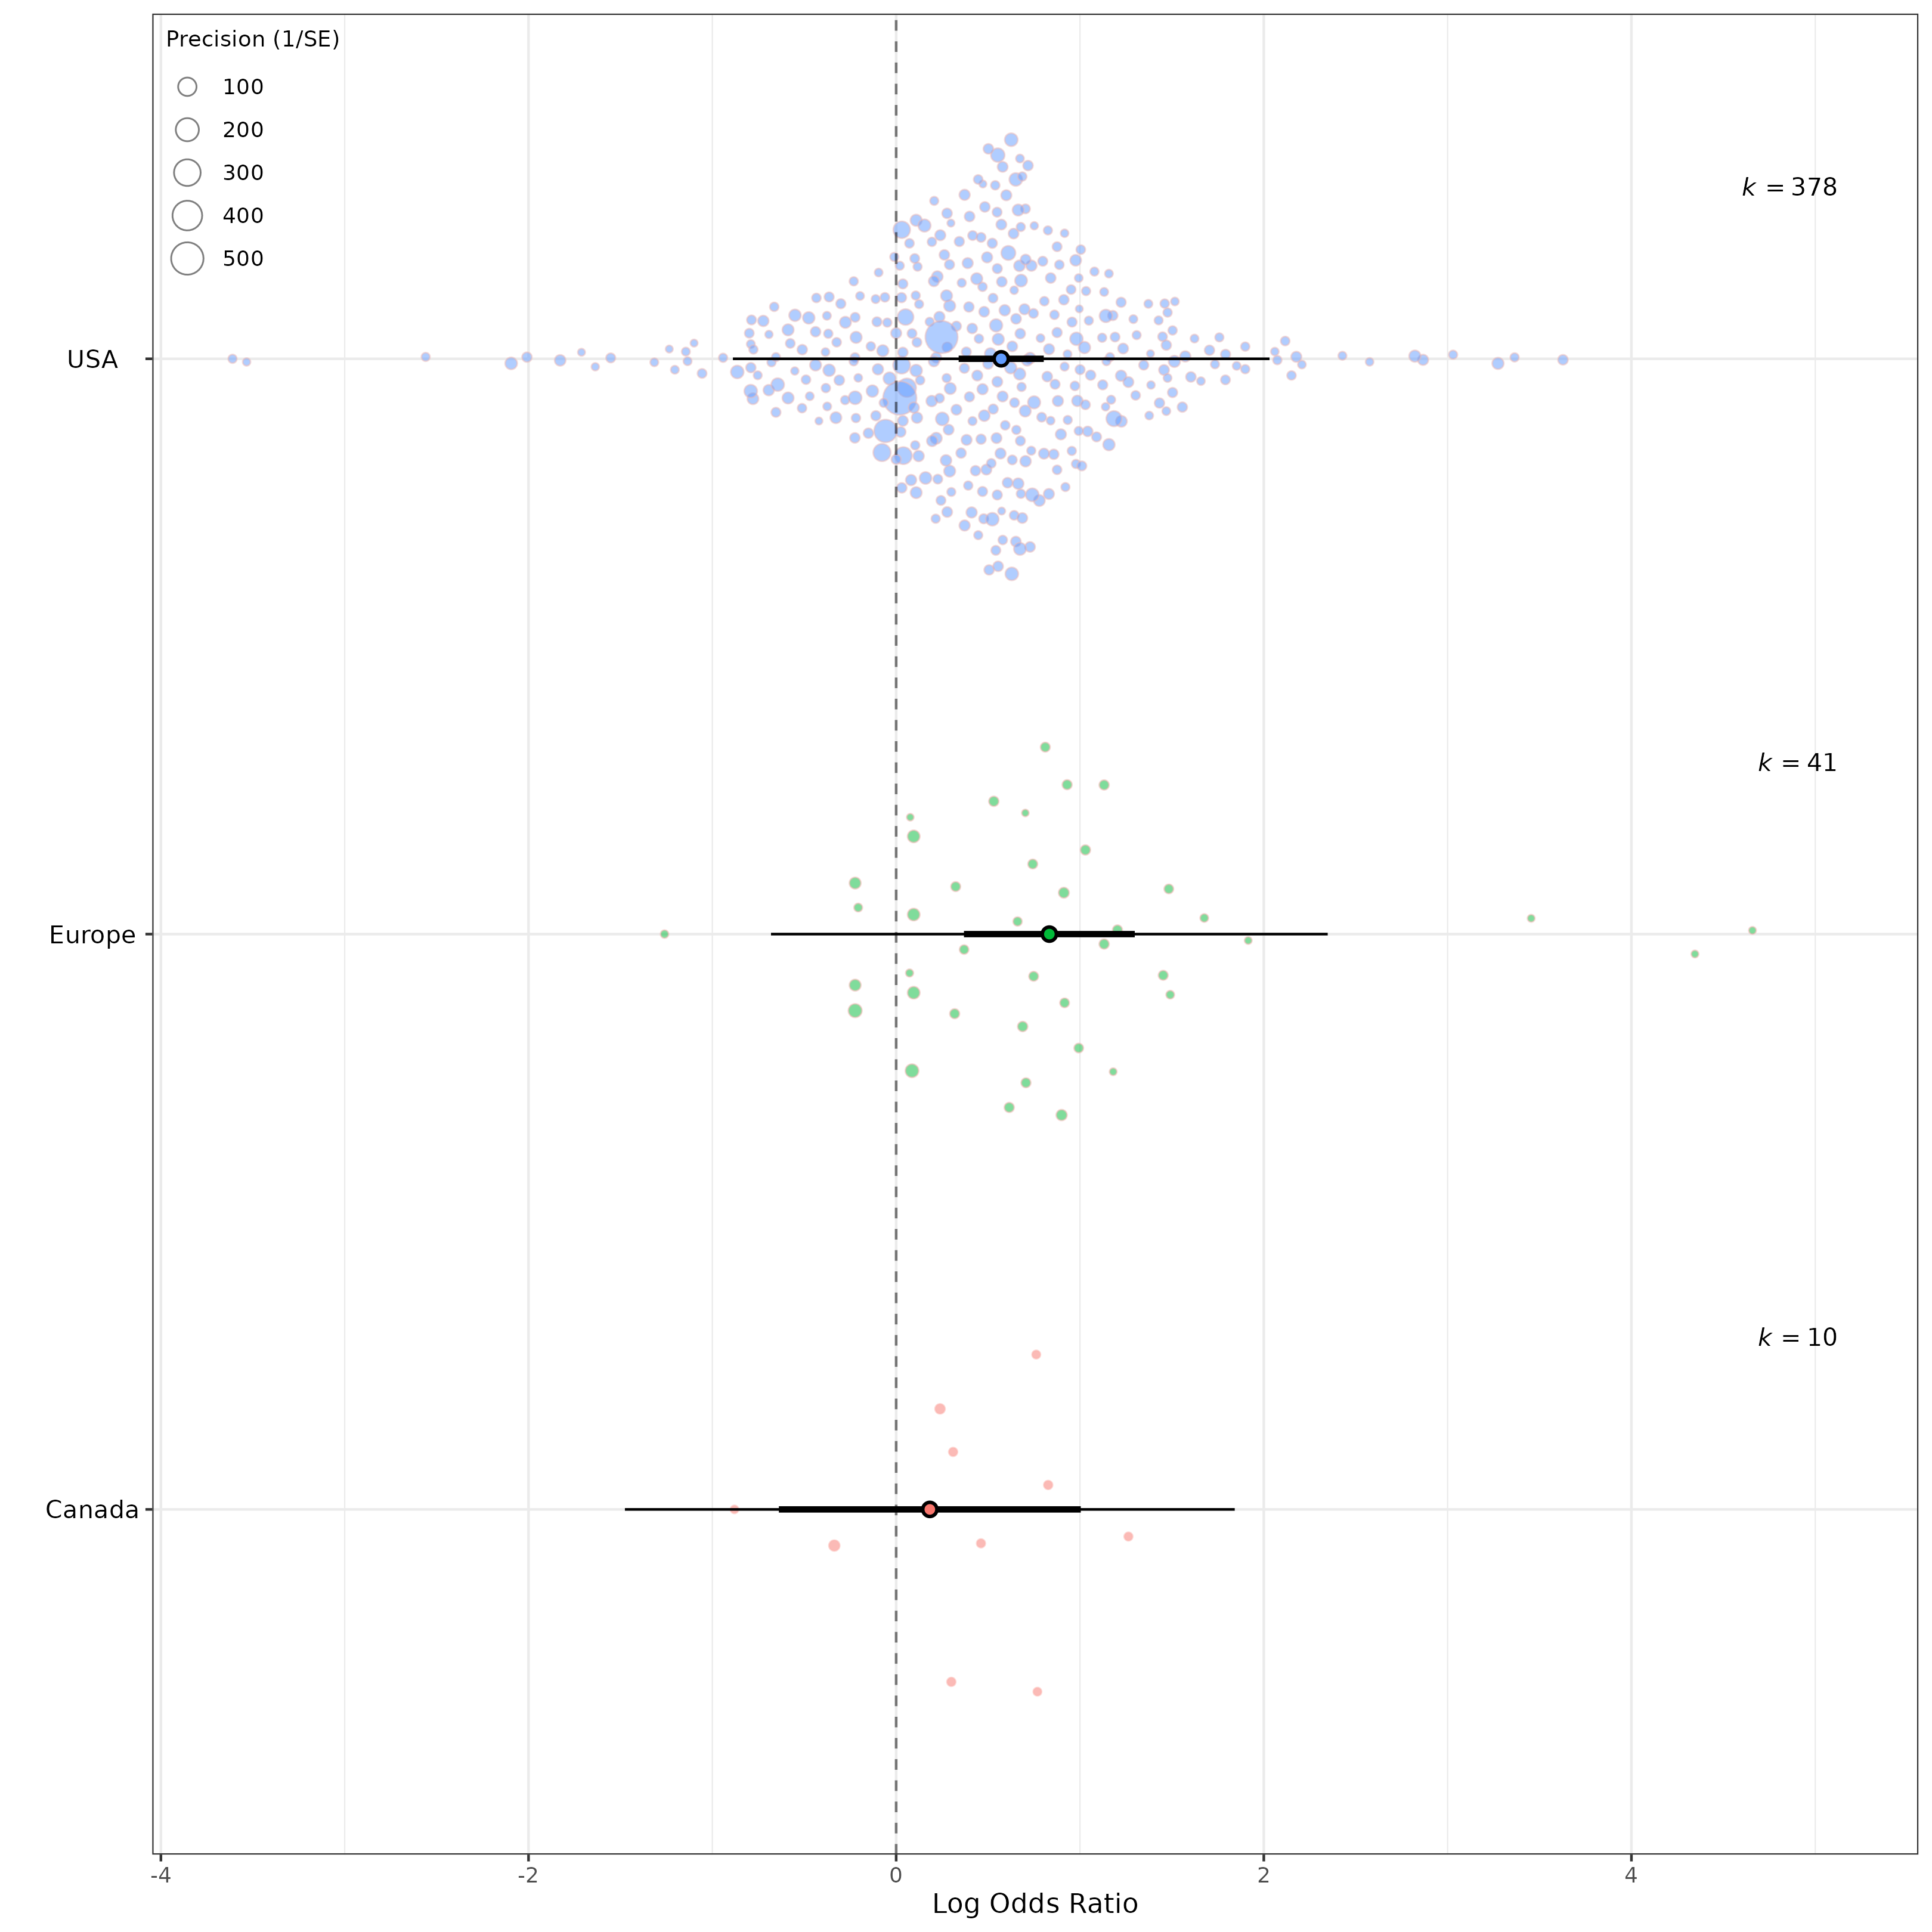 Precision (1/SE)
100
200
300
400
500
k = 378
USA
k = 41
Europe
k = 10
Canada
-4 -2 0 2 4
Log Odds Ratio